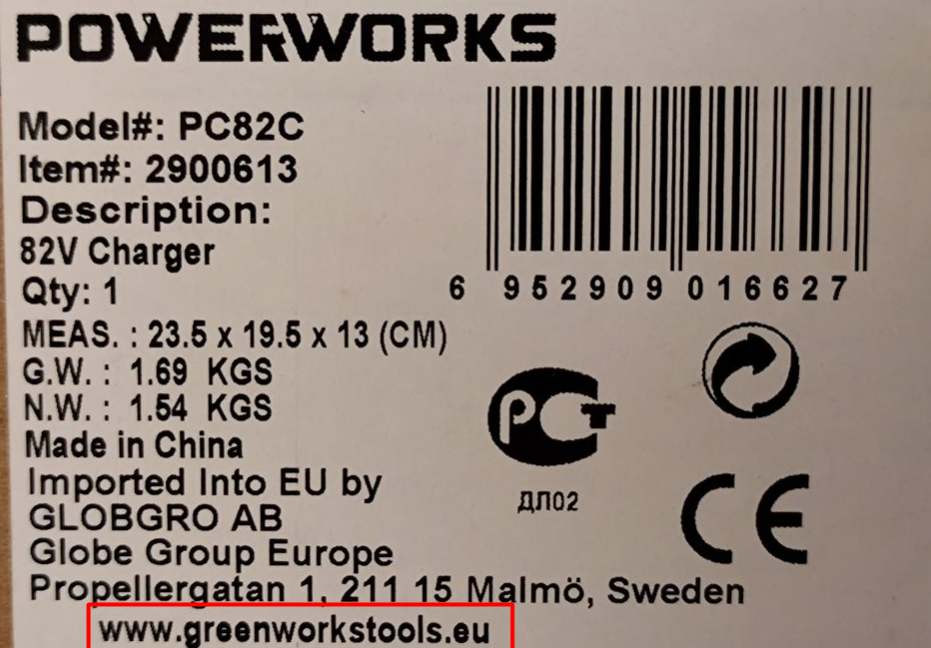 POWERWORKS
Model#: PC82C
Item#: 2900613
Description:
82V Charger
Qty: 1
6 952909 016627
MEAS. : 23.5 x 19.5 x 13 (CM)
G.W. : 1.69 KGS
N.W. : 1.54 KGS
Made in China
Imported Into EU by
GLOBGRO AB
Globe Group Europe
Propellergatan 1, 211 15 Malmö, Sweden
www.greenworkstools.eu
РСТ
ДЛ02
CE